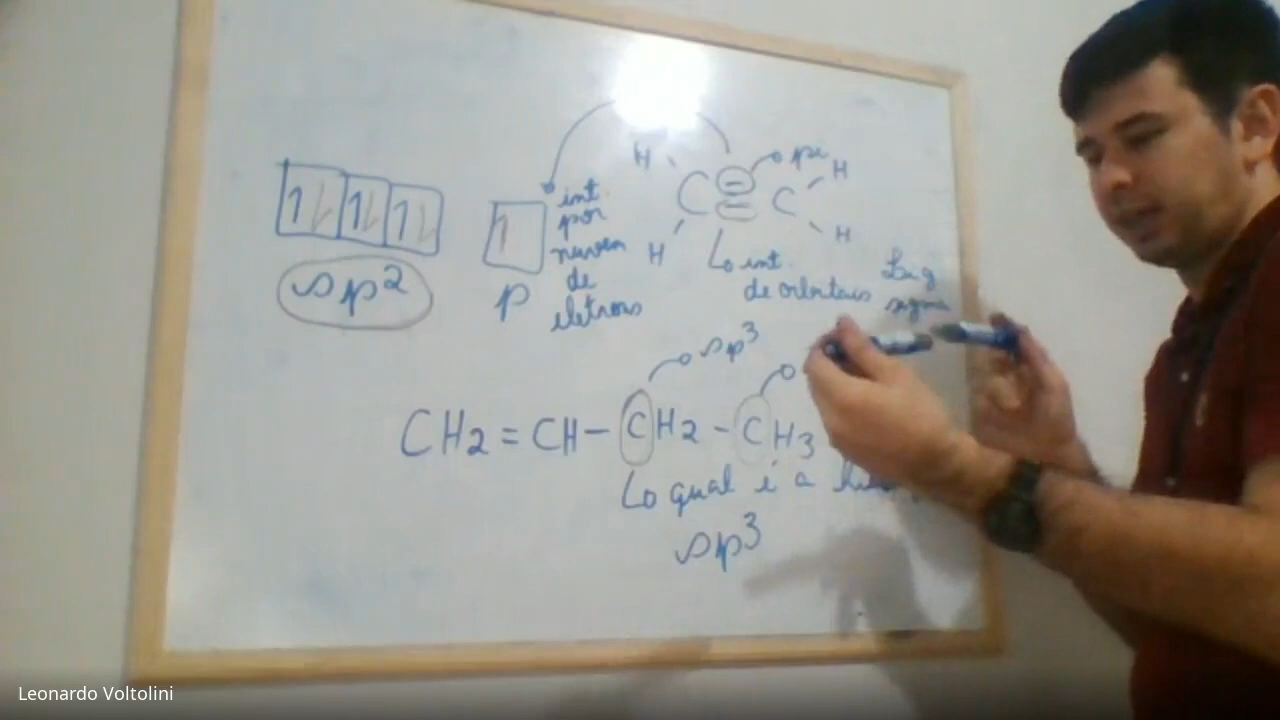 sp²
p
int.
por
nuvem
de
eletrons
H H
C = C pi
H H
int.
de orbitais
Lig
sigma
sp³
CH2=CH-CH2-CH3
qual é a
sp³
Leonardo Voltolini